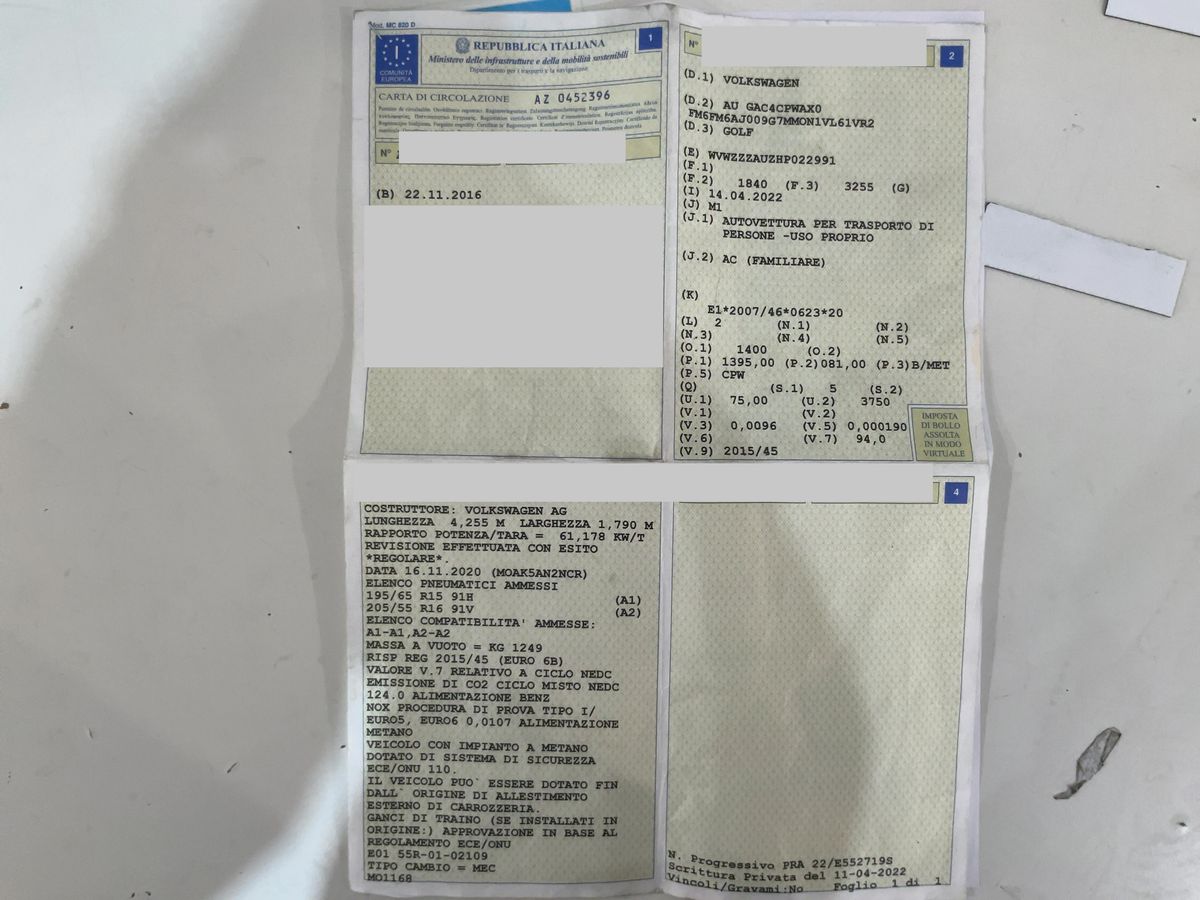 Mod. MC 820 D
1
COMUNITÀ
EUROPEA
I
REPUBBLICA ITALIANA
Ministero delle infrastrutture e della mobilità sostenibili
Dipartimento per i trasporti e la navigazione
CARTA DI CIRCOLAZIONE AZ 0452396
N°
(B) 22.11.2016
N°
2
(D.1) VOLKSWAGEN
(D.2) AU GAC4CPWAX0
FM6FM6AJ009G7MMON1VL61VR2
(D.3) GOLF
(E) WVWZZZAUZHP022991
(F.1)
(F.2) 1840 (F.3) 3255 (G)
(I) 14.04.2022
(J) M1
(J.1) AUTOVETTURA PER TRASPORTO DI
PERSONE -USO PROPRIO
(J.2) AC (FAMILIARE)
(K)
E1*2007/46*0623*20
(L) 2 (N.1) (N.2)
(N.3) (N.4) (N.5)
(O.1) 1400 (O.2)
(P.1) 1395,00 (P.2)081,00 (P.3)B/MET
(P.5) CPW
(Q) (S.1) 5 (S.2)
(U.1) 75,00 (U.2) 3750
(V.1) (V.2)
(V.3) 0,0096 (V.5) 0,000190
(V.6) (V.7) 94,0
(V.9) 2015/45
IMPOSTA
DI BOLLO
ASSOLTA
IN MODO
VIRTUALE
COSTRUTTORE: VOLKSWAGEN AG
LUNGHEZZA 4,255 M LARGHEZZA 1,790 M
RAPPORTO POTENZA/TARA = 61,178 KW/T
REVISIONE EFFETTUATA CON ESITO
*REGOLARE*.
DATA 16.11.2020 (MOAK5AN2NCR)
ELENCO PNEUMATICI AMMESSI
195/65 R15 91H (A1)
205/55 R16 91V (A2)
ELENCO COMPATIBILITA' AMMESSE:
A1-A1,A2-A2
MASSA A VUOTO = KG 1249
RISP REG 2015/45 (EURO 6B)
VALORE V.7 RELATIVO A CICLO NEDC
EMISSIONE DI CO2 CICLO MISTO NEDC
124.0 ALIMENTAZIONE BENZ
NOX PROCEDURA DI PROVA TIPO I/
EURO5, EURO6 0,0107 ALIMENTAZIONE
METANO
VEICOLO CON IMPIANTO A METANO
DOTATO DI SISTEMA DI SICUREZZA
ECE/ONU 110.
IL VEICOLO PUO` ESSERE DOTATO FIN
DALL` ORIGINE DI ALLESTIMENTO
ESTERNO DI CARROZZERIA.
GANCI DI TRAINO (SE INSTALLATI IN
ORIGINE:) APPROVAZIONE IN BASE AL
REGOLAMENTO ECE/ONU
E01 55R-01-02109
TIPO CAMBIO = MEC
MO1168
4
N. Progressivo PRA 22/E552719S
Scrittura Privata del 11-04-2022
Vincoli/Gravami:No Foglio 1 di 1